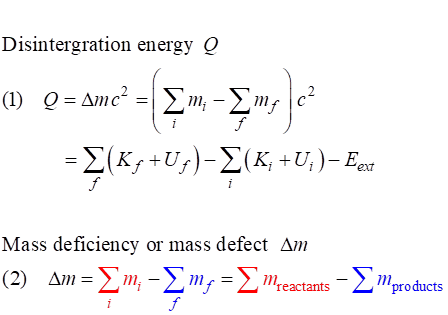 Disintergration energy Q
(1) Q = Δmc² = (∑_i m_i − ∑_f m_f) c²
= ∑_f (K_f + U_f) − ∑_i (K_i + U_i) − E_ext
Mass deficiency or mass defect Δm
(2) Δm = ∑_i m_i − ∑_f m_f = ∑ m_reactants − ∑ m_products